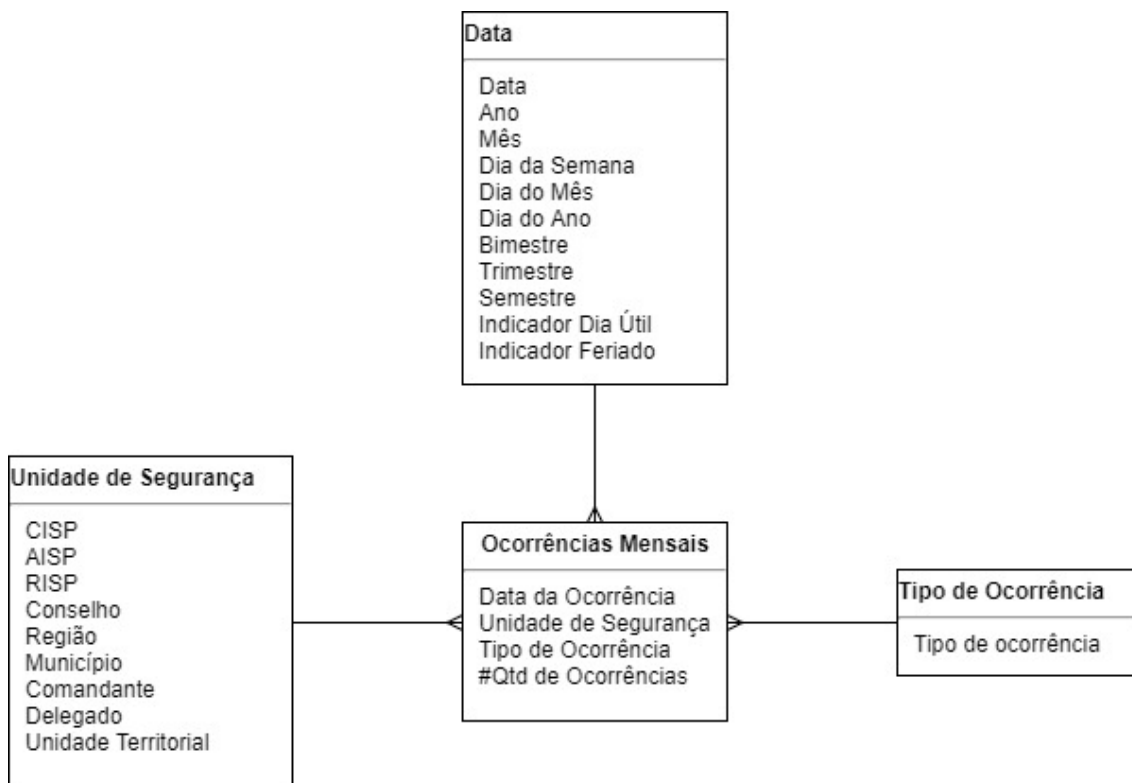 Data
Data
Ano
Mês
Dia da Semana
Dia do Mês
Dia do Ano
Bimestre
Trimestre
Semestre
Indicador Dia Útil
Indicador Feriado
Unidade de Segurança
CISP
AISP
RISP
Conselho
Região
Município
Comandante
Delegado
Unidade Territorial
Ocorrências Mensais
Data da Ocorrência
Unidade de Segurança
Tipo de Ocorrência
#Qtd de Ocorrências
Tipo de Ocorrência
Tipo de ocorrência